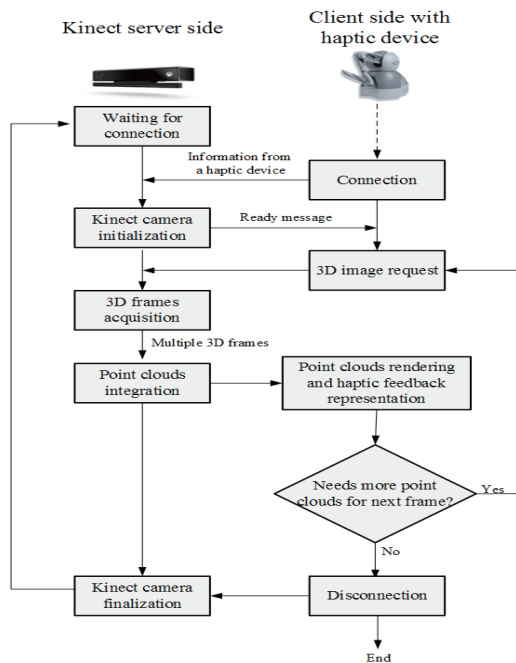 Kinect server side
Client side with
haptic device
Waiting for
connection
Information from
a haptic device
Connection
Kinect camera
initialization
Ready message
3D image request
3D frames
acquisition
Multiple 3D frames
Point clouds
integration
Point clouds rendering
and haptic feedback
representation
Needs more point
clouds for next frame?
Yes
No
Kinect camera
finalization
Disconnection
End